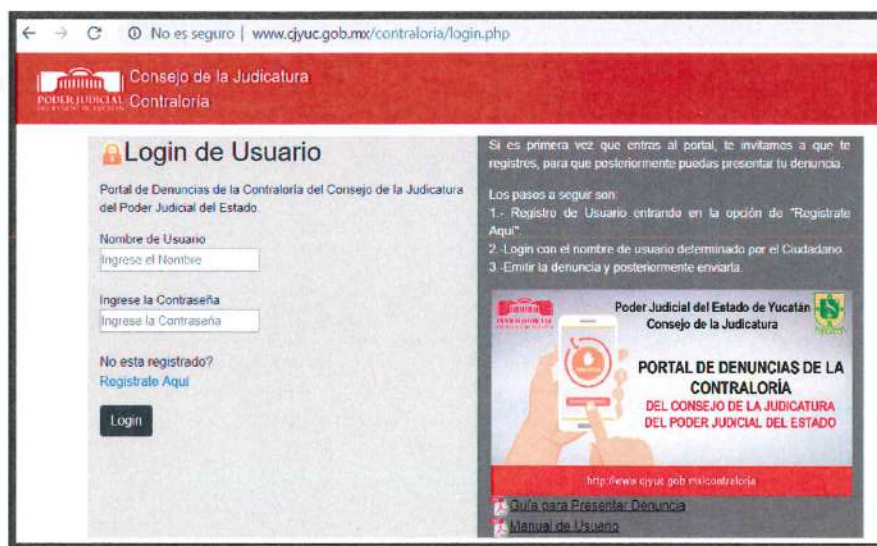 No es seguro | www.cjyuc.gob.mx/contraloria/login.php
Consejo de la Judicatura
PODER JUDICIAL Contraloría
Login de Usuario
Portal de Denuncias de la Contraloría del Consejo de la Judicatura
del Poder Judicial del Estado.
Nombre de Usuario
Ingrese el Nombre
Ingrese la Contraseña
Ingrese la Contraseña
No esta registrado?
Registrate Aquí
Login
Si es primera vez que entras al portal, te invitamos a que te
registres, para que posteriormente puedas presentar tu denuncia.
Los pasos a seguir son:
1.- Registro de Usuario entrando en la opción de "Registrate
Aquí".
2.-Login con el nombre de usuario determinado por el Ciudadano.
3.-Emitir la denuncia y posteriormente enviarla.
Poder Judicial del Estado de Yucatán
Consejo de la Judicatura
PORTAL DE DENUNCIAS DE LA
CONTRALORÍA
DEL CONSEJO DE LA JUDICATURA
DEL PODER JUDICIAL DEL ESTADO
http://www.cjyuc.gob.mx/contraloria
Guía para Presentar Denuncia
Manual de Usuario